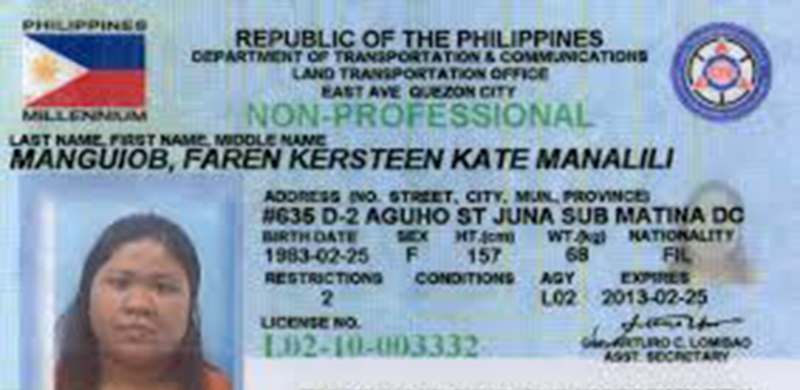 PHILIPPINES
MILLENNIUM
REPUBLIC OF THE PHILIPPINES
DEPARTMENT OF TRANSPORTATION & COMMUNICATIONS
LAND TRANSPORTATION OFFICE
EAST AVE QUEZON CITY
NON-PROFESSIONAL
LAST NAME, FIRST NAME, MIDDLE NAME
MANGUIOB, FAREN KERSTEEN KATE MANALILI
ADDRESS (NO. STREET, CITY, MUN., PROVINCE)
#635 D-2 AGUHO ST JUNA SUB MATINA DC
BIRTH DATE SEX HT.(cm) WT.(kg) NATIONALITY
1983-02-25 F 157 68 FIL
RESTRICTIONS CONDITIONS AGY EXPIRES
2 L02 2013-02-25
LICENSE NO.
L02-10-003332
ARTURO C. LOMIBAO
ASST. SECRETARY